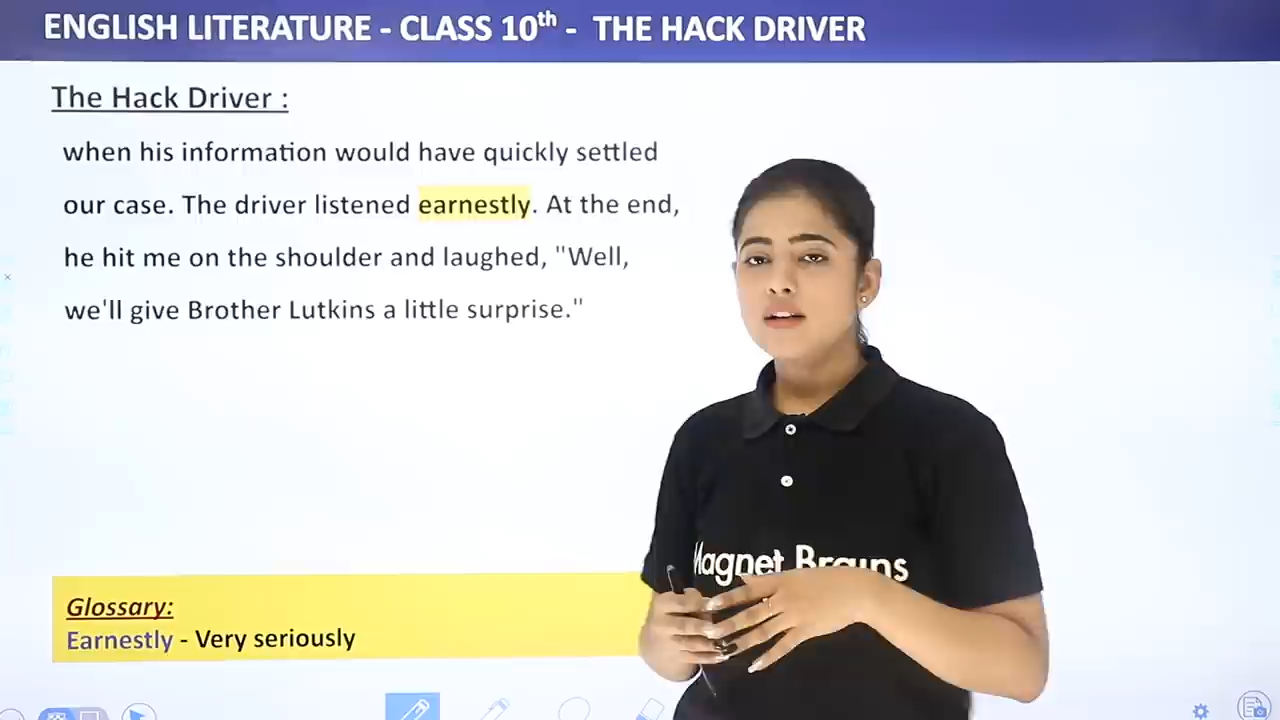 ENGLISH LITERATURE - CLASS 10th - THE HACK DRIVER
The Hack Driver :
when his information would have quickly settled
our case. The driver listened earnestly. At the end,
he hit me on the shoulder and laughed, "Well,
we'll give Brother Lutkins a little surprise."
Magnet Brains
Glossary:
Earnestly - Very seriously